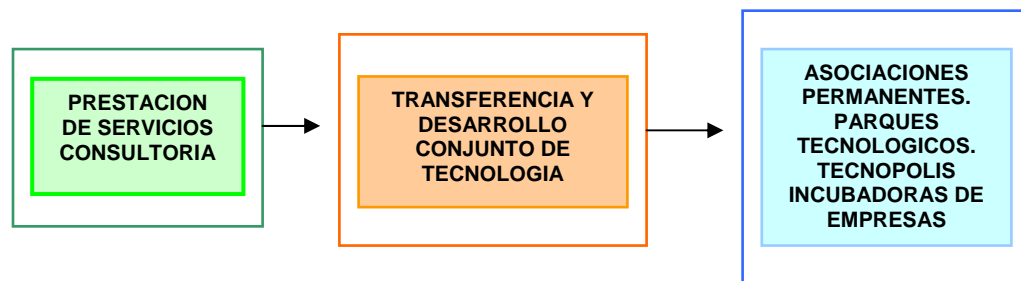 PRESTACION
DE SERVICIOS
CONSULTORIA
TRANSFERENCIA Y
DESARROLLO
CONJUNTO DE
TECNOLOGIA
ASOCIACIONES
PERMANENTES.
PARQUES
TECNOLOGICOS.
TECNOPOLIS
INCUBADORAS DE
EMPRESAS